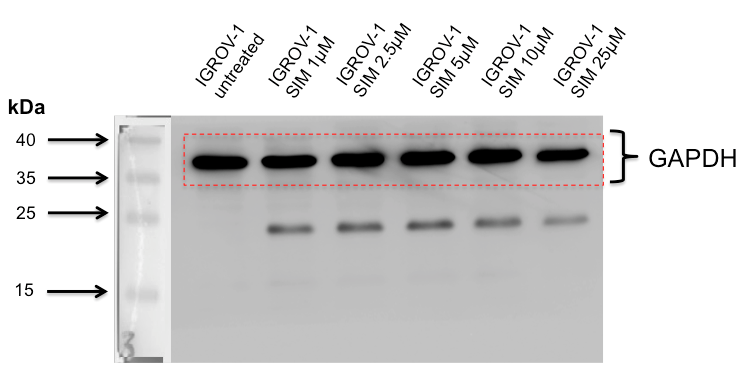 IGROV-1
untreated
IGROV-1
SIM 1µM
IGROV-1
SIM 2.5µM
IGROV-1
SIM 5µM
IGROV-1
SIM 10µM
IGROV-1
SIM 25µM
kDa
40
35
25
15
GAPDH
3